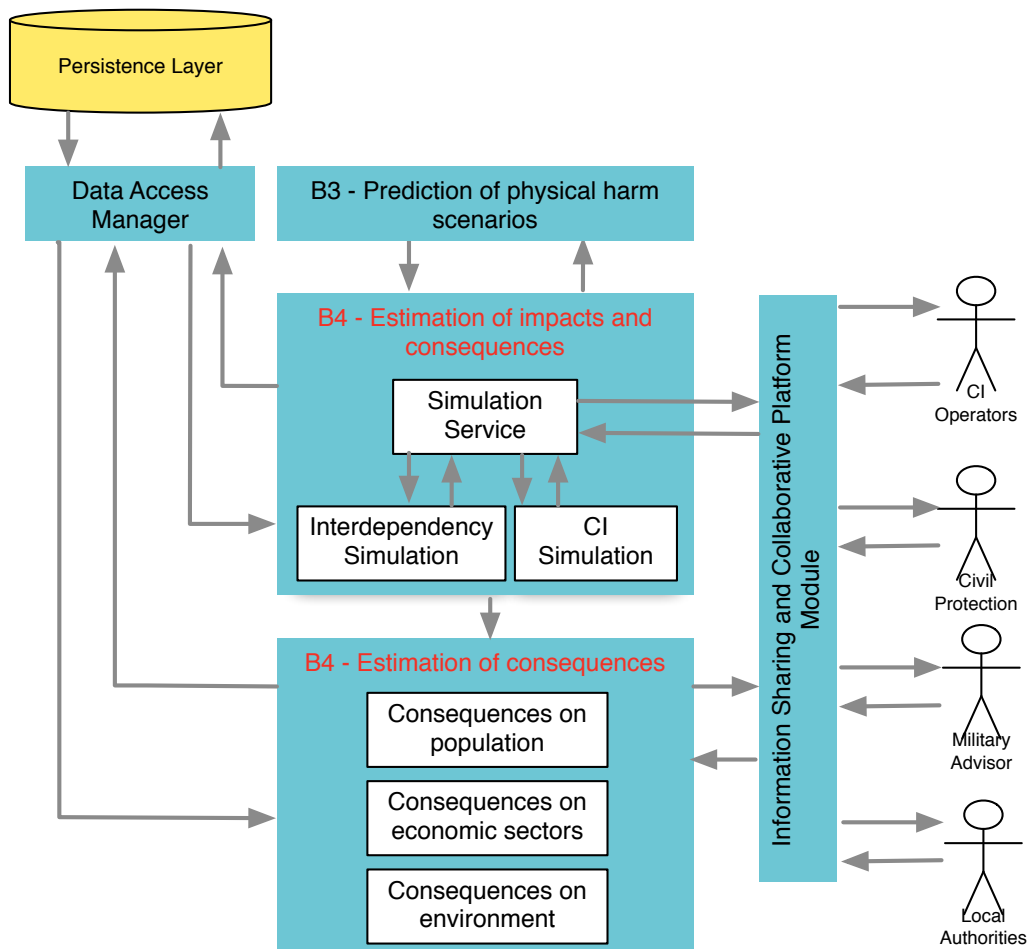 Persistence Layer
Data Access
Manager
B3 - Prediction of physical harm
scenarios
B4 - Estimation of impacts and
consequences
Simulation
Service
Interdependency
Simulation
CI
Simulation
B4 - Estimation of consequences
Consequences on
population
Consequences on
economic sectors
Consequences on
environment
Information Sharing and Collaborative Platform
Module
CI
Operators
Civil
Protection
Military
Advisor
Local
Authorities